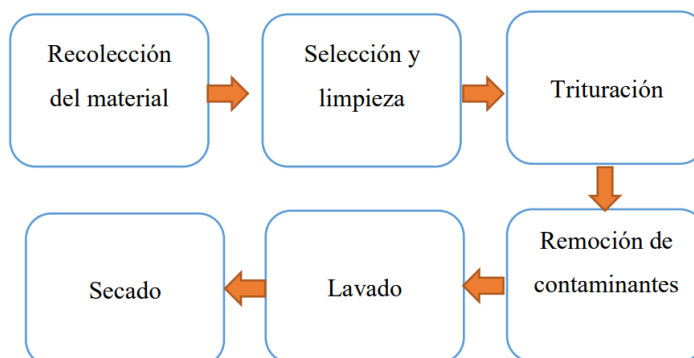 Recolección
del material
Selección y
limpieza
Trituración
Remoción de
contaminantes
Lavado
Secado